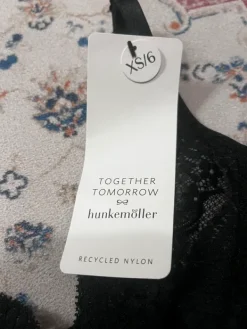 XS/6
TOGETHER
TOMORROW
hunkemöller
RECYCLED NYLON